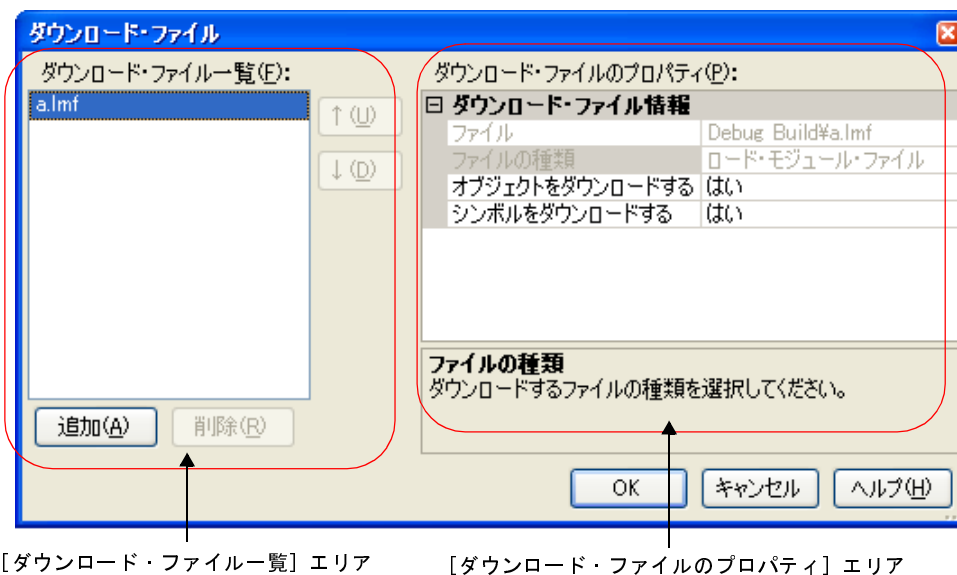 ダウンロード・ファイル
ダウンロード・ファイル一覧(F):
a.lmf
↑(U)
↓(D)
追加(A)
削除(R)
ダウンロード・ファイルのプロパティ(P):
ダウンロード・ファイル情報
ファイル Debug Build¥a.lmf
ファイルの種類 ロード・モジュール・ファイル
オブジェクトをダウンロードする はい
シンボルをダウンロードする はい
ファイルの種類
ダウンロードするファイルの種類を選択してください。
OK キャンセル ヘルプ(H)
[ダウンロード・ファイル一覧] エリア
[ダウンロード・ファイルのプロパティ] エリア